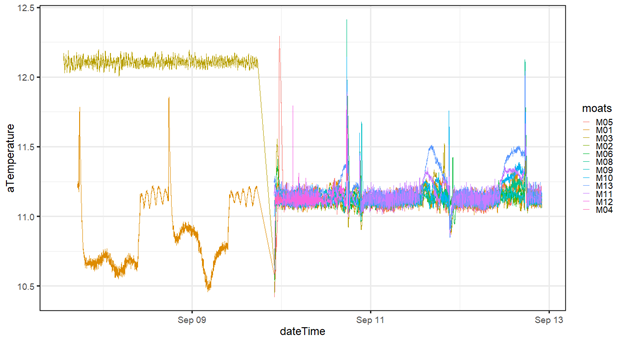 12.5
12.0
11.5
11.0
10.5
aTemperature
Sep 09
Sep 11
Sep 13
dateTime
moats
M05
M01
M03
M02
M06
M08
M09
M10
M13
M11
M12
M04